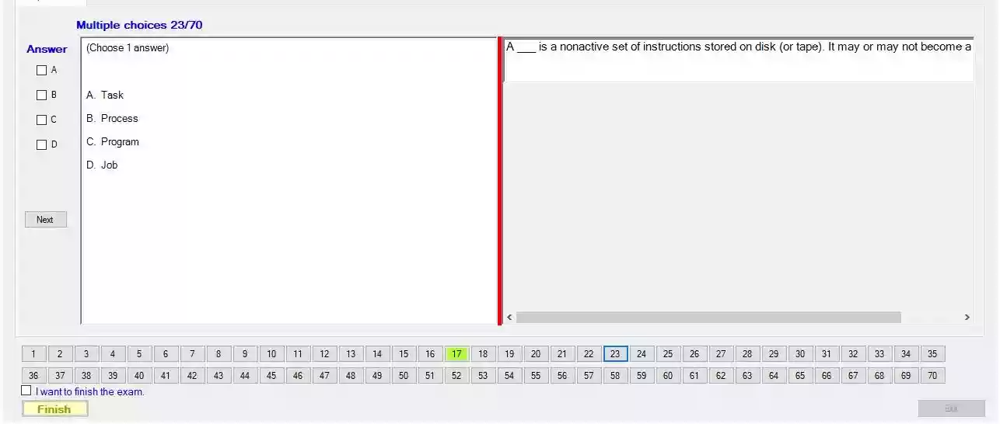 Multiple choices 23/70
Answer
A
B
C
D
Next
(Choose 1 answer)
A. Task
B. Process
C. Program
D. Job
A ___ is a nonactive set of instructions stored on disk (or tape). It may or may not become a
1 2 3 4 5 6 7 8 9 10 11 12 13 14 15 16 17 18 19 20 21 22 23 24 25 26 27 28 29 30 31 32 33 34 35
36 37 38 39 40 41 42 43 44 45 46 47 48 49 50 51 52 53 54 55 56 57 58 59 60 61 62 63 64 65 66 67 68 69 70
I want to finish the exam.
Finish
Exit